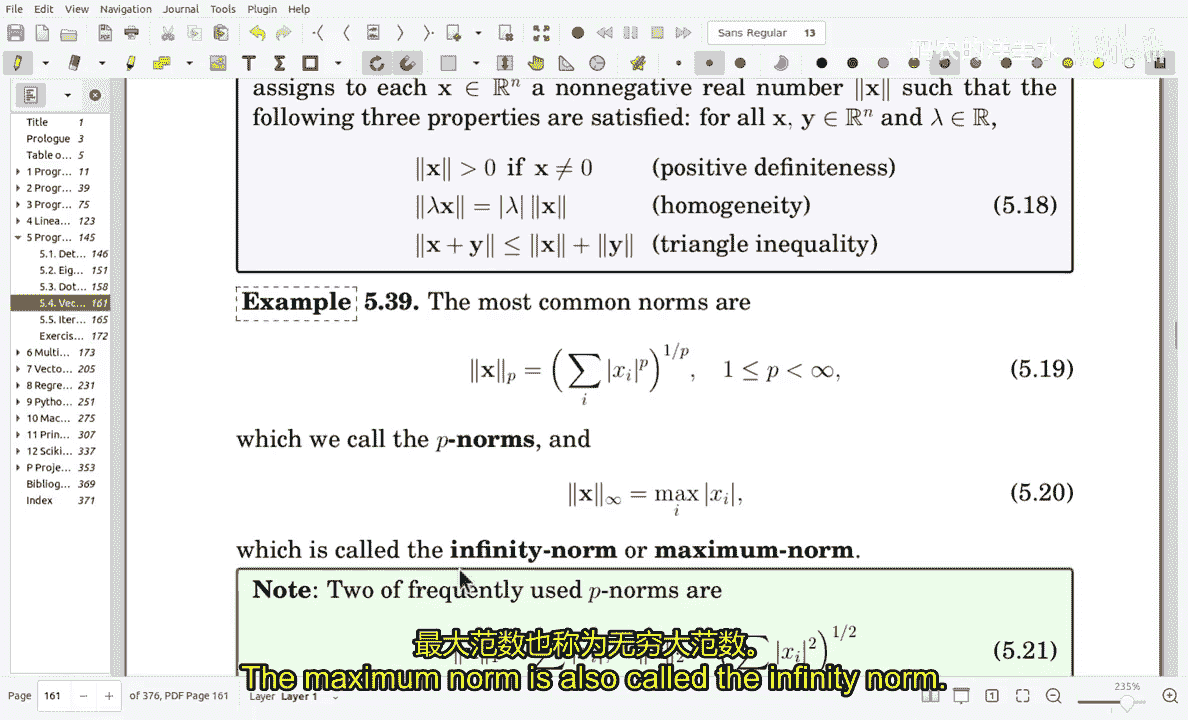 File Edit View Navigation Journal Tools Plugin Help
Sans Regular 13
Title 1
Prologue 3
Table o... 5
1 Progr... 11
2 Progr... 39
3 Progr... 75
4 Linea... 123
5 Progr... 145
5.1. Det... 146
5.2. Eig... 151
5.3. Dot... 158
5.4. Vec... 161
5.5. Iter... 165
Exercis... 172
6 Multi... 173
7 Vecto... 205
8 Regre... 231
9 Pytho... 251
10 Mac... 275
11 Prin... 307
12 Sciki... 337
P Proje... 353
Bibliog... 369
Index 371
assigns to each x ∈ ℝⁿ a nonnegative real number ‖x‖ such that the
following three properties are satisfied: for all x, y ∈ ℝⁿ and λ ∈ ℝ,
‖x‖ > 0 if x ≠ 0 (positive definiteness)
‖λx‖ = |λ| ‖x‖ (homogeneity) (5.18)
‖x + y‖ ≤ ‖x‖ + ‖y‖ (triangle inequality)
Example 5.39. The most common norms are
‖x‖ₚ = (∑ᵢ |xᵢ|ᵖ)^{1/p}, 1 ≤ p < ∞, (5.19)
which we call the p-norms, and
‖x‖∞ = maxᵢ |xᵢ|, (5.20)
which is called the infinity-norm or maximum-norm.
Note: Two of frequently used p-norms are
|xᵢ|²)^{1/2} (5.21)
最大范数也称为无穷大范数。
The maximum norm is also called the infinity norm.
Page 161 − + of 376, PDF Page 161 Layer Layer 1 235%